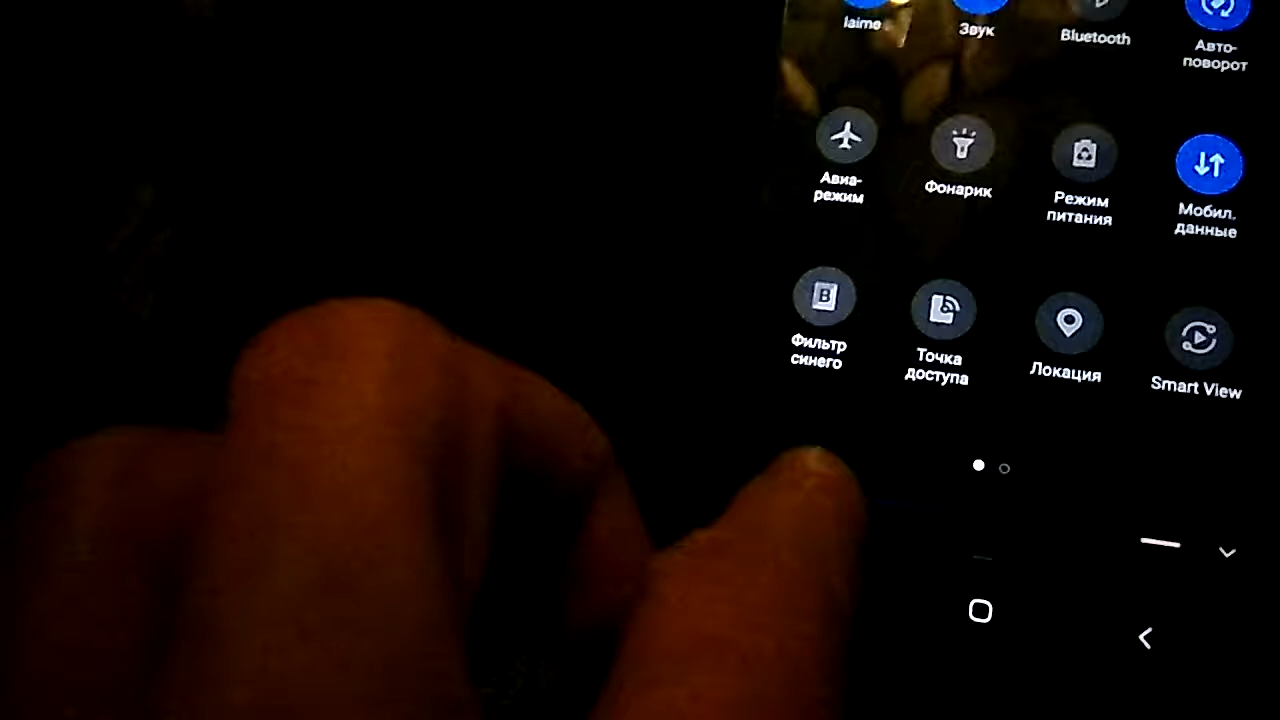 laime
Звук
Bluetooth
Авто-
поворот
Авиа-
режим
Фонарик
Режим
питания
Мобил.
данные
B
Фильтр
синего
Точка
доступа
Локация
Smart View